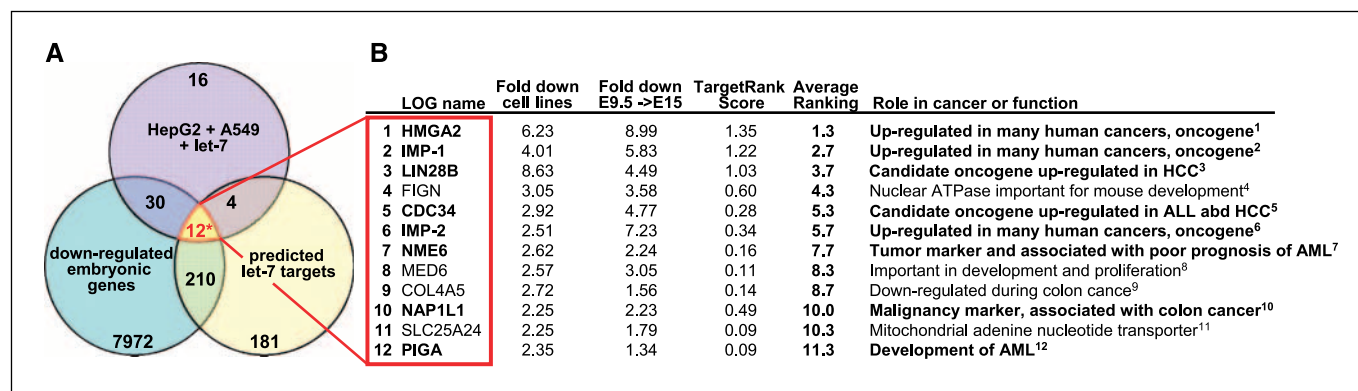 A
16
HepG2 + A549
+ let-7
30
4
12*
down-regulated
embryonic
genes
predicted
let-7 targets
210
7972
181
B
LOG name Fold down cell lines Fold down E9.5 ->E15 TargetRank Score Average Ranking Role in cancer or function
1 HMGA2 6.23 8.99 1.35 1.3 Up-regulated in many human cancers, oncogene1
2 IMP-1 4.01 5.83 1.22 2.7 Up-regulated in many human cancers, oncogene2
3 LIN28B 8.63 4.49 1.03 3.7 Candidate oncogene upregulated in HCC3
4 FIGN 3.05 3.58 0.60 4.3 Nuclear ATPase important for mouse development4
5 CDC34 2.92 4.77 0.28 5.3 Candidate oncogene up-regulated in ALL abd HCC5
6 IMP-2 2.51 7.23 0.34 5.7 Up-regulated in many human cancers, oncogene6
7 NME6 2.62 2.24 0.16 7.7 Tumor marker and associated with poor prognosis of AML7
8 MED6 2.57 3.05 0.11 8.3 Important in development and proliferation8
9 COL4A5 2.72 1.56 0.14 8.7 Down-regulated during colon cance9
10 NAP1L1 2.25 2.23 0.49 10.0 Malignancy marker, associated with colon cancer10
11 SLC25A24 2.25 1.79 0.09 10.3 Mitochondrial adenine nucleotide transporter11
12 PIGA 2.35 1.34 0.09 11.3 Development of AML12